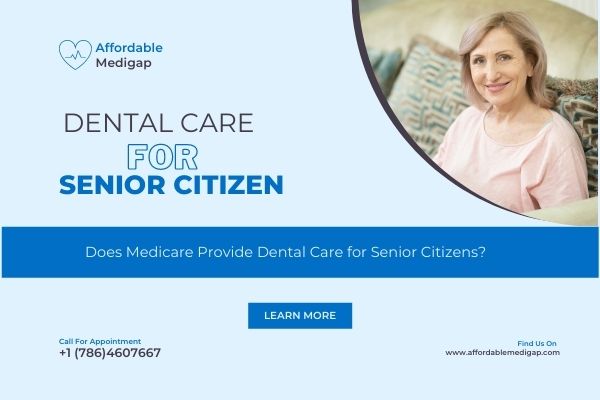 Affordable
Medigap
DENTAL CARE
FOR
SENIOR CITIZEN
Does Medicare Provide Dental Care for Senior Citizens?
LEARN MORE
Call For Appointment
+1 (786)4607667
Find Us On
www.affordablemedigap.com